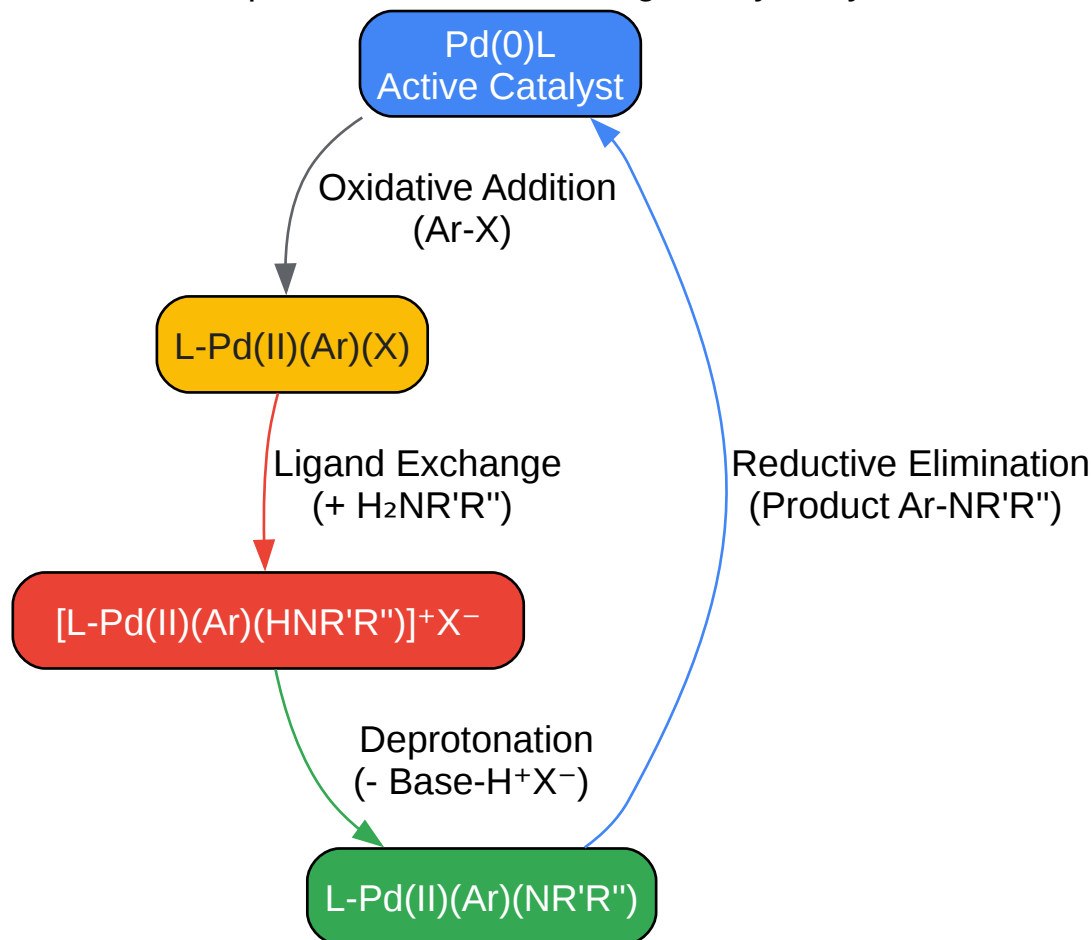 Pd(0)L
Active Catalyst
Oxidative Addition
(Ar-X)
L-Pd(II)(Ar)(X)
Ligand Exchange
(+ H₂NR'R'')
Reductive Elimination
(Product Ar-NR'R'')
[L-Pd(II)(Ar)(HNR'R'')]⁺X⁻
Deprotonation
(- Base-H⁺X⁻)
L-Pd(II)(Ar)(NR'R'')